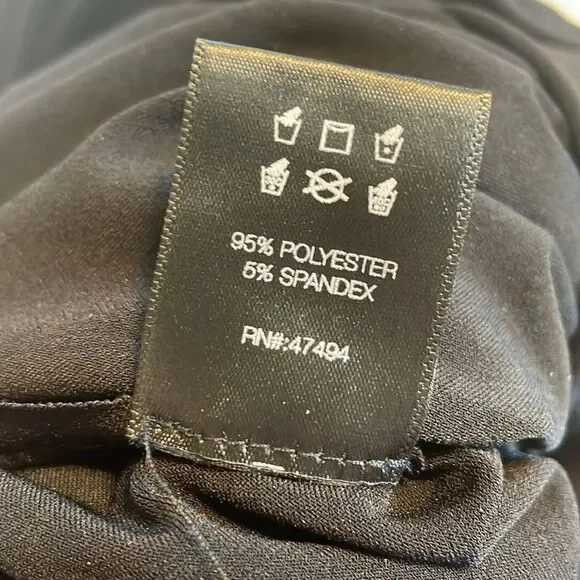 95% POLYESTER
5% SPANDEX
RN#:47494